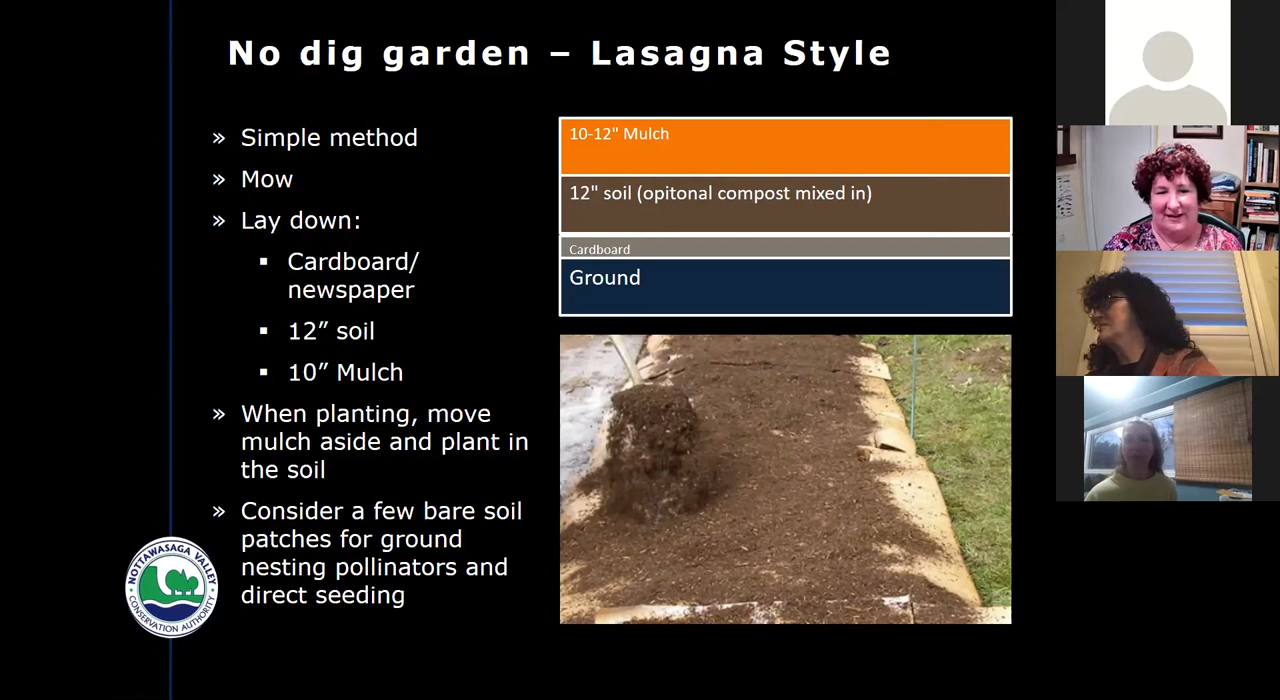 No dig garden – Lasagna Style
» Simple method
» Mow
» Lay down:
▪ Cardboard/
newspaper
▪ 12” soil
▪ 10” Mulch
» When planting, move
mulch aside and plant in
the soil
» Consider a few bare soil
patches for ground
nesting pollinators and
direct seeding
10-12" Mulch
12" soil (opitonal compost mixed in)
Cardboard
Ground
NOTTAWASAGA VALLEY
CONSERVATION AUTHORITY